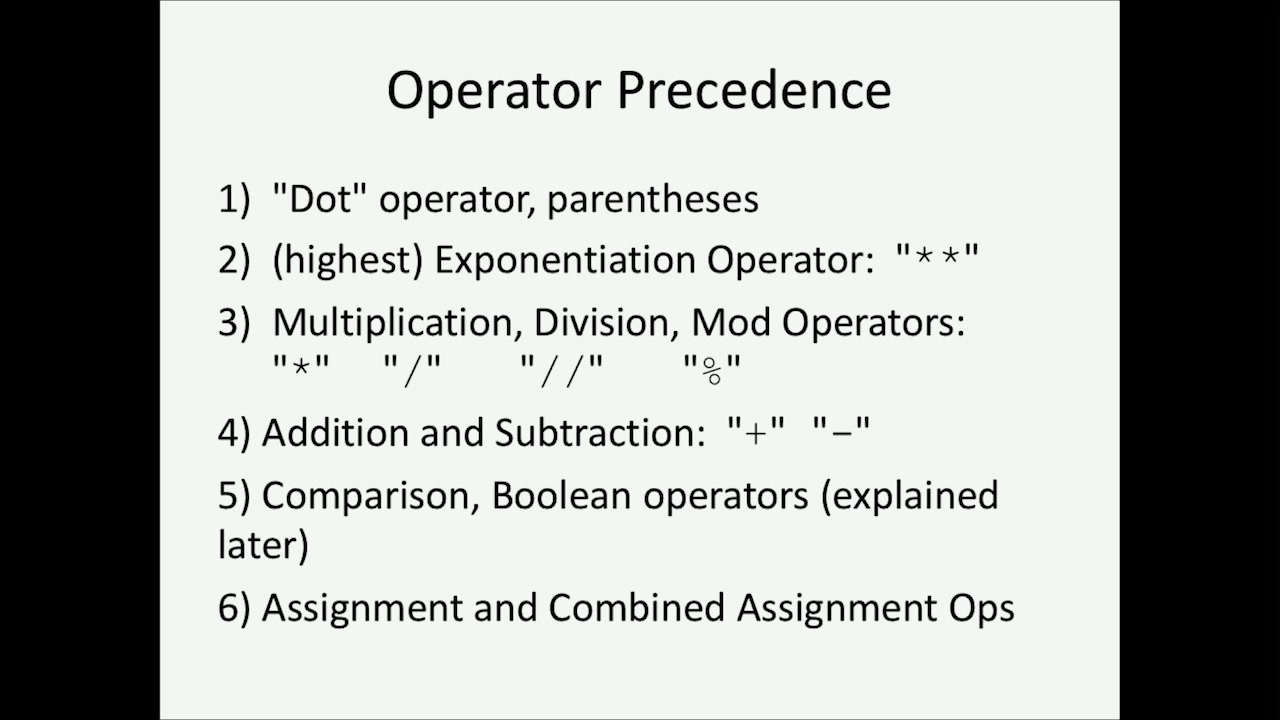 Operator Precedence
1) "Dot" operator, parentheses
2) (highest) Exponentiation Operator: "**"
3) Multiplication, Division, Mod Operators:
"*" "/" "//" "%"
4) Addition and Subtraction: "+" "−"
5) Comparison, Boolean operators (explained
later)
6) Assignment and Combined Assignment Ops